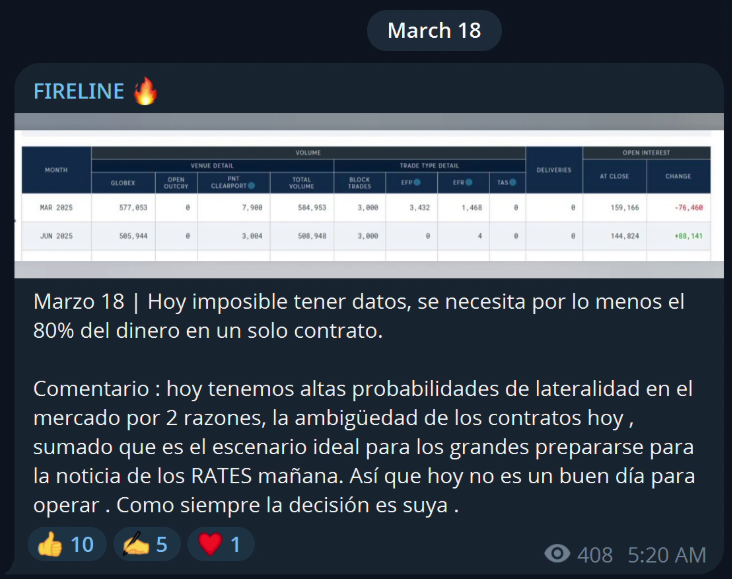 March 18
FIRELINE 🔥
MONTH
VOLUME
OPEN INTEREST
VENUE DETAIL
TRADE TYPE DETAIL
DELIVERIES
GLOBEX
OPEN OUTCRY
PNT CLEARPORT
TOTAL VOLUME
BLOCK TRADES
EFP
EFR
TAS
AT CLOSE
CHANGE
MAR 2025 577,053 0 7,900 584,953 3,000 3,432 1,468 0 0 159,166 -76,460
JUN 2025 505,944 0 3,004 508,948 3,000 0 4 0 0 144,824 +88,141
Marzo 18 | Hoy imposible tener datos, se necesita por lo menos el
80% del dinero en un solo contrato.
Comentario : hoy tenemos altas probabilidades de lateralidad en el
mercado por 2 razones, la ambigüedad de los contratos hoy ,
sumado que es el escenario ideal para los grandes prepararse para
la noticia de los RATES mañana. Así que hoy no es un buen día para
operar . Como siempre la decisión es suya .
👍 10 ✍️ 5 ❤️ 1
408 5:20 AM